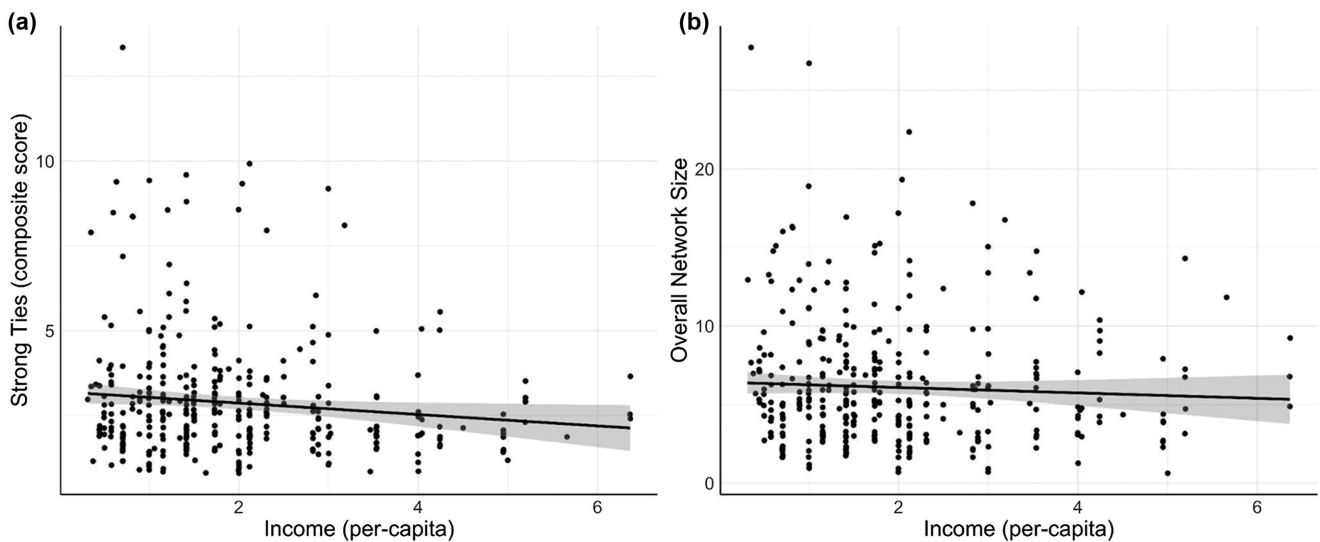 (a)
Strong Ties (composite score)
10
5
2
4
6
Income (per-capita)
(b)
Overall Network Size
20
10
0
2
4
6
Income (per-capita)